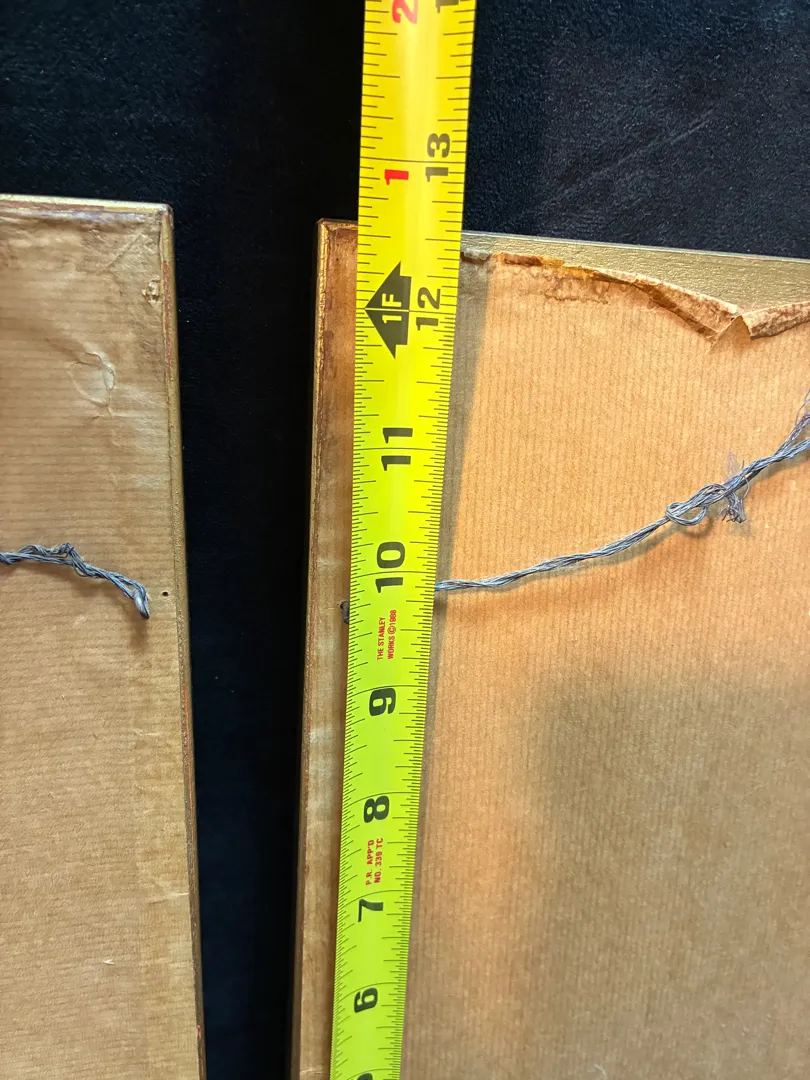 2
1 13
1F 12
11
10
THE STANLEY
WORKS ©1988
9
8
P.R. APP'D
NO. 339 TC
7
6